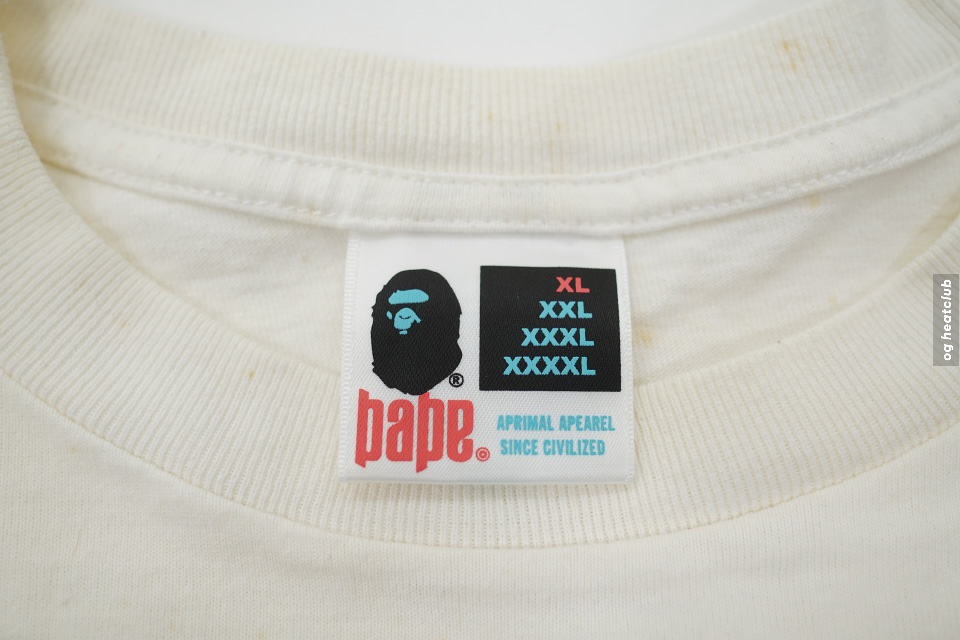 XL
XXL
XXXL
XXXXL
®
bape.
APRIMAL APEAREL
SINCE CIVILIZED
og heatclub